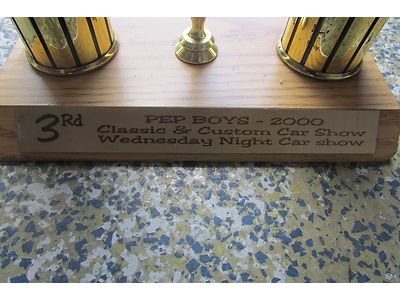 3Rd
PEP BOYS - 2000
Classic & Custom Car Show
Wednesday Night Car show